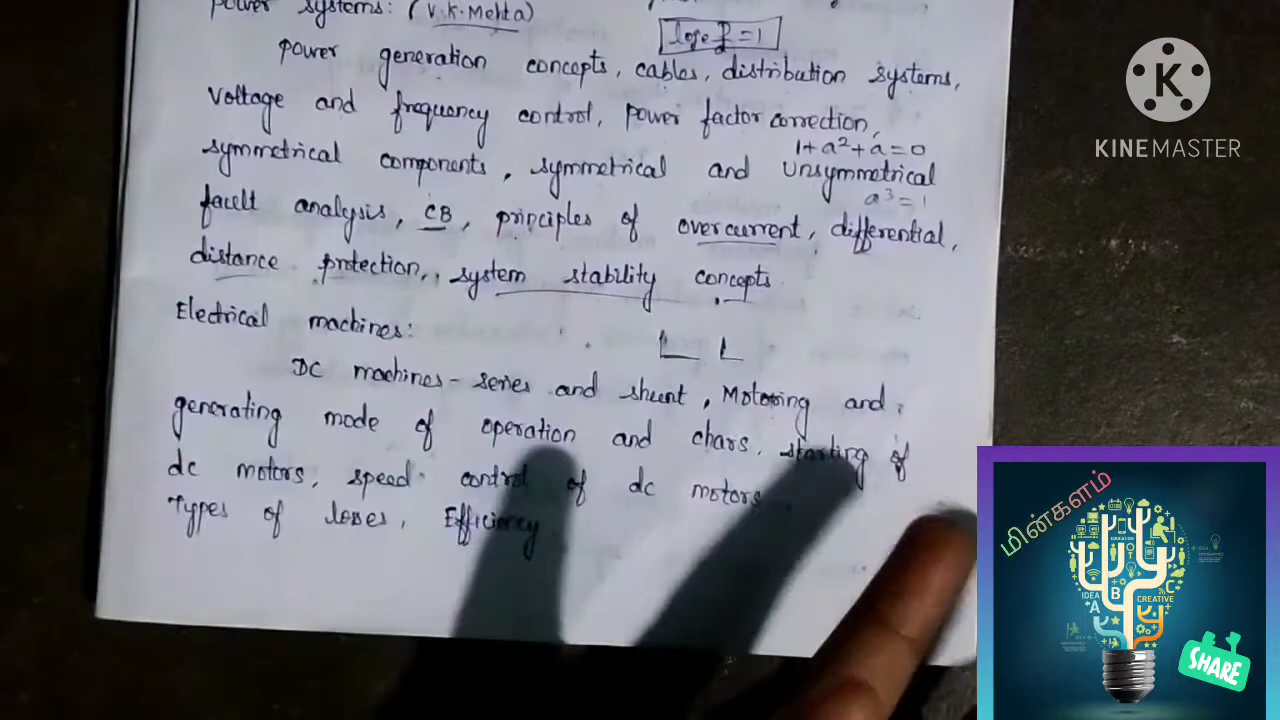 Power systems: (V.K.Mehta)
power generation concepts, cables, distribution systems,
Voltage and frequency control, power factor correction,
1+a²+a=0
symmetrical components, symmetrical and Unsymmetrical
a³=1
fault analysis, CB, principles of overcurrent, differential,
distance protection, system stability concepts
Electrical machines:
L L
DC machines - series and shunt, Motoring and
generating mode of operation and chars, starting of
dc motors, speed control of dc motors
Types of loses, Efficiency
K
KINEMASTER
மின்களம்
EDUCATION
IDEA
A
B
C
CREATIVE
SHARE